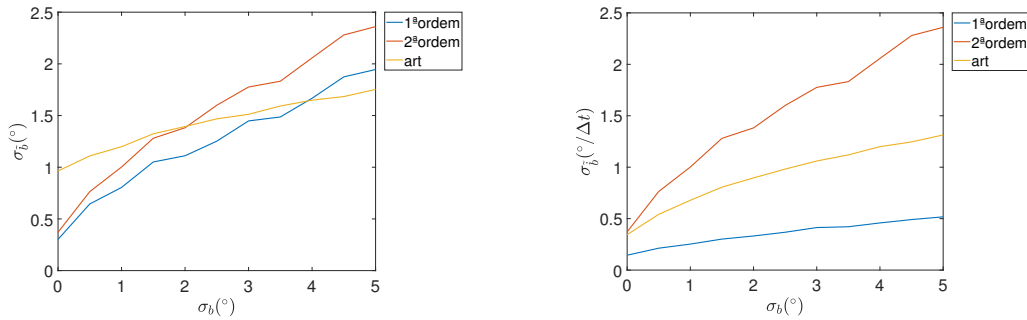 2.5
2
1.5
1
0.5
0
0 1 2 3 4 5
σ_b̃(°)
σ_b(°)
1ªordem
2ªordem
art
2.5
2
1.5
1
0.5
0
0 1 2 3 4 5
σ_ḃ̃(°/Δt)
σ_b(°)
1ªordem
2ªordem
art